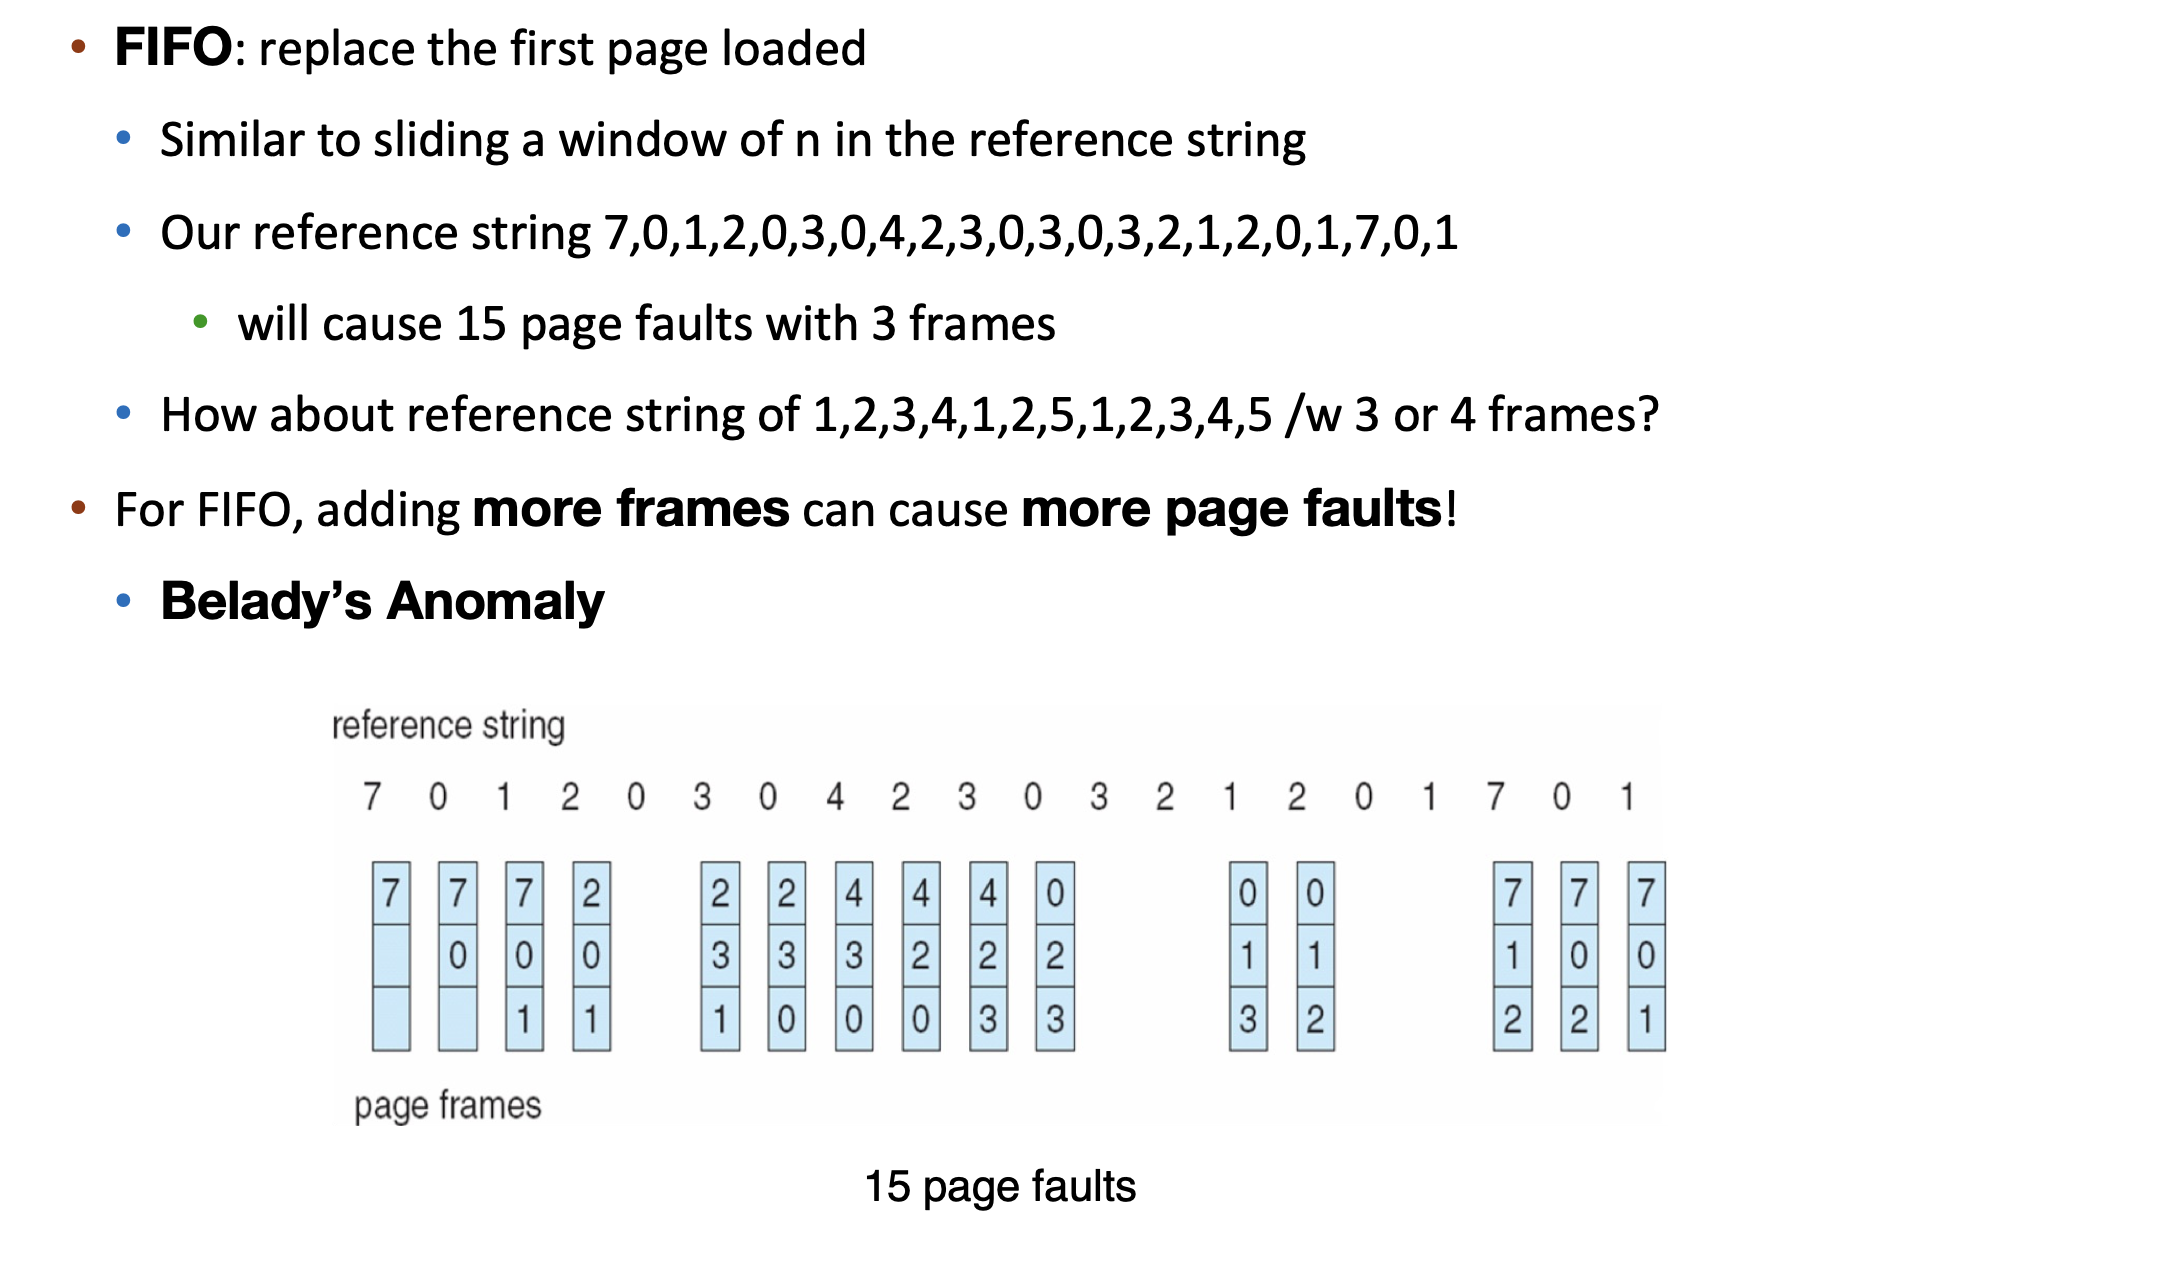 • FIFO: replace the first page loaded
• Similar to sliding a window of n in the reference string
• Our reference string 7,0,1,2,0,3,0,4,2,3,0,3,0,3,2,1,2,0,1,7,0,1
• will cause 15 page faults with 3 frames
• How about reference string of 1,2,3,4,1,2,5,1,2,3,4,5 /w 3 or 4 frames?
• For FIFO, adding more frames can cause more page faults!
• Belady’s Anomaly
reference string
7 0 1 2 0 3 0 4 2 3 0 3 2 1 2 0 1 7 0 1
7 7 7 2 2 2 4 4 4 0 0 0 7 7 7
0 0 0 3 3 3 2 2 2 1 1 1 0 0
1 1 1 0 0 0 3 3 3 2 2 2 1
page frames
15 page faults